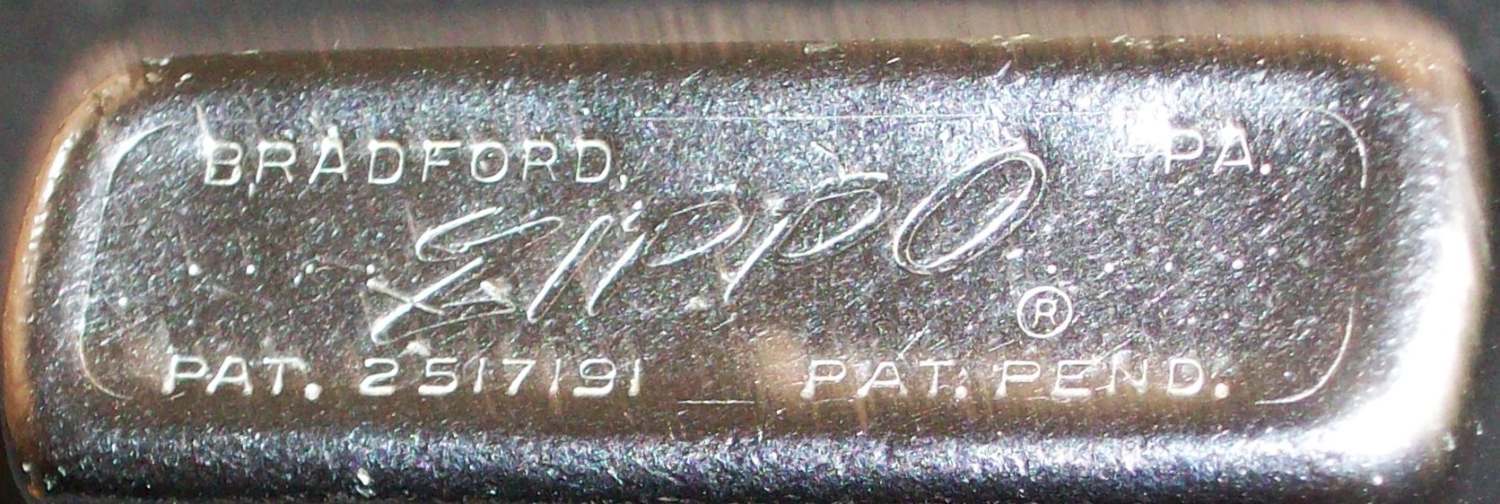 BRADFORD, PA.
Zippo ®
PAT. 2517191 PAT. PEND.